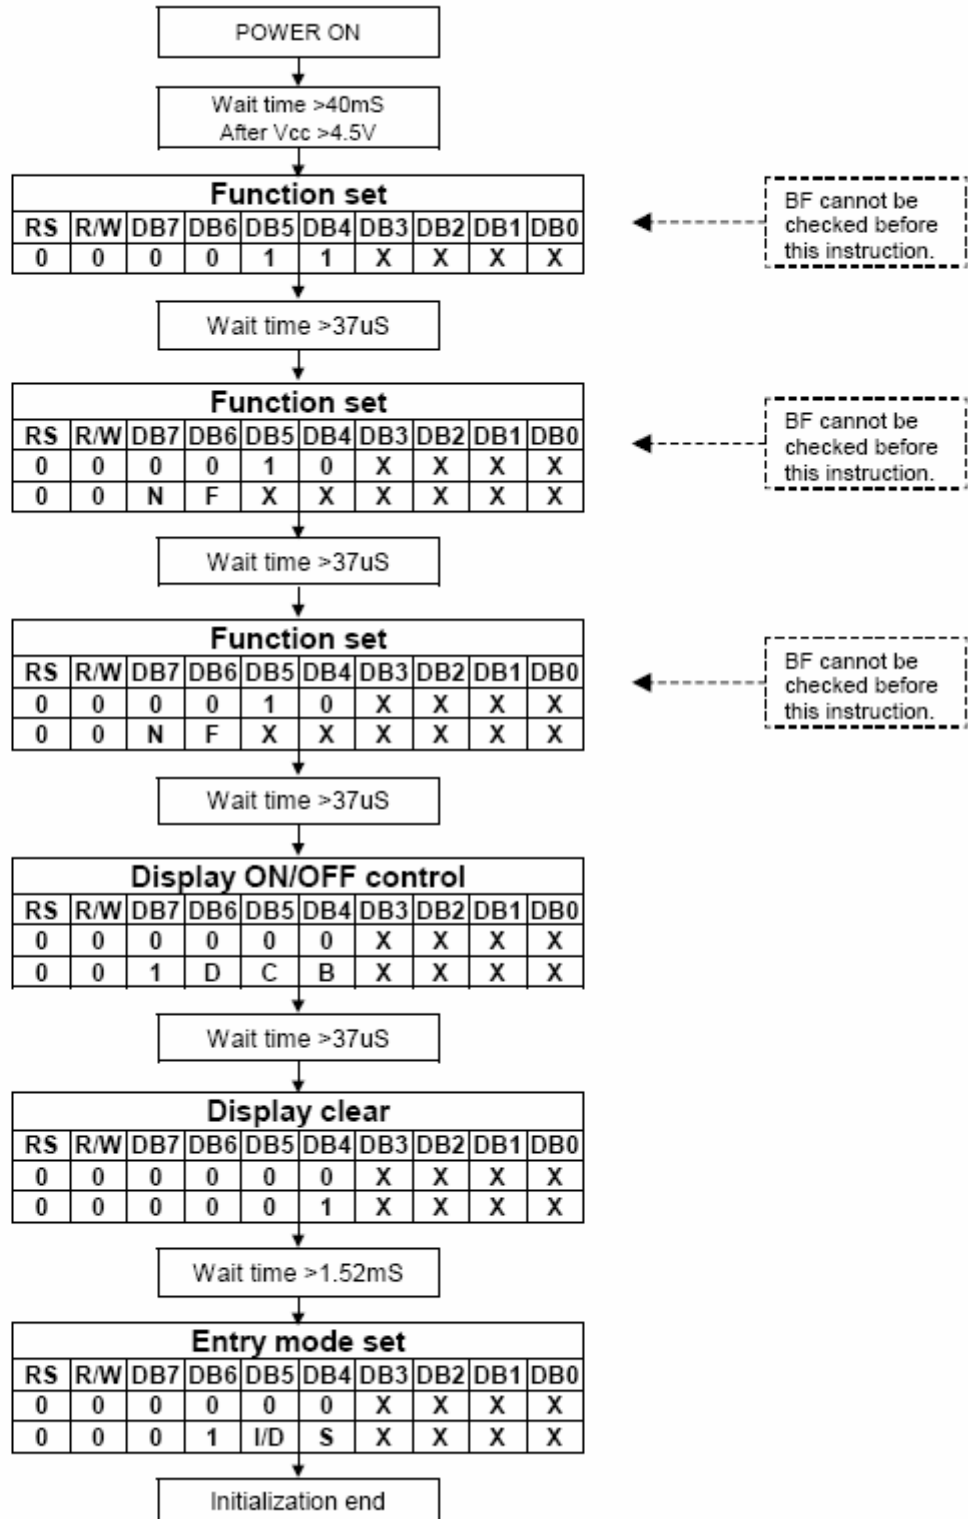 POWER ON
Wait time >40mS
After Vcc >4.5V
Function set
RS R/W DB7 DB6 DB5 DB4 DB3 DB2 DB1 DB0
0 0 0 0 1 1 X X X X
BF cannot be
checked before
this instruction.
Wait time >37uS
Function set
RS R/W DB7 DB6 DB5 DB4 DB3 DB2 DB1 DB0
0 0 0 0 1 0 X X X X
0 0 N F X X X X X X
BF cannot be
checked before
this instruction.
Wait time >37uS
Function set
RS R/W DB7 DB6 DB5 DB4 DB3 DB2 DB1 DB0
0 0 0 0 1 0 X X X X
0 0 N F X X X X X X
BF cannot be
checked before
this instruction.
Wait time >37uS
Display ON/OFF control
RS R/W DB7 DB6 DB5 DB4 DB3 DB2 DB1 DB0
0 0 0 0 0 0 X X X X
0 0 1 D C B X X X X
Wait time >37uS
Display clear
RS R/W DB7 DB6 DB5 DB4 DB3 DB2 DB1 DB0
0 0 0 0 0 0 X X X X
0 0 0 0 0 1 X X X X
Wait time >1.52mS
Entry mode set
RS R/W DB7 DB6 DB5 DB4 DB3 DB2 DB1 DB0
0 0 0 0 0 0 X X X X
0 0 0 1 I/D S X X X X
Initialization end